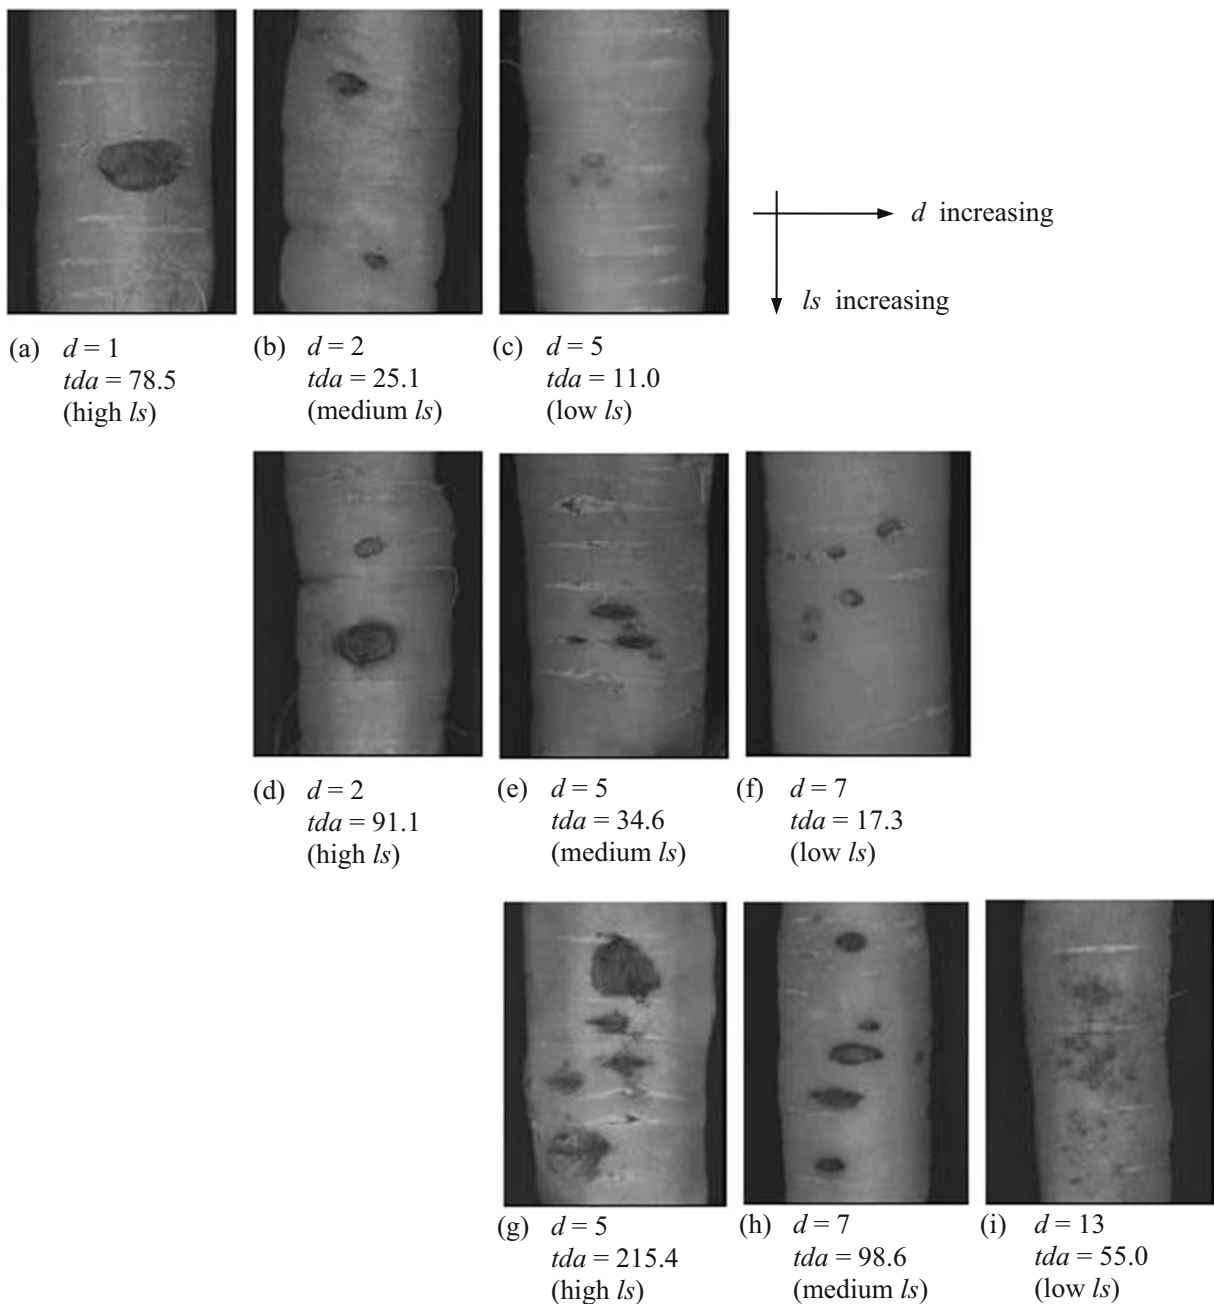 d increasing
ls increasing
(a) d = 1
tda = 78.5
(high ls)
(b) d = 2
tda = 25.1
(medium ls)
(c) d = 5
tda = 11.0
(low ls)
(d) d = 2
tda = 91.1
(high ls)
(e) d = 5
tda = 34.6
(medium ls)
(f) d = 7
tda = 17.3
(low ls)
(g) d = 5
tda = 215.4
(high ls)
(h) d = 7
tda = 98.6
(medium ls)
(i) d = 13
tda = 55.0
(low ls)